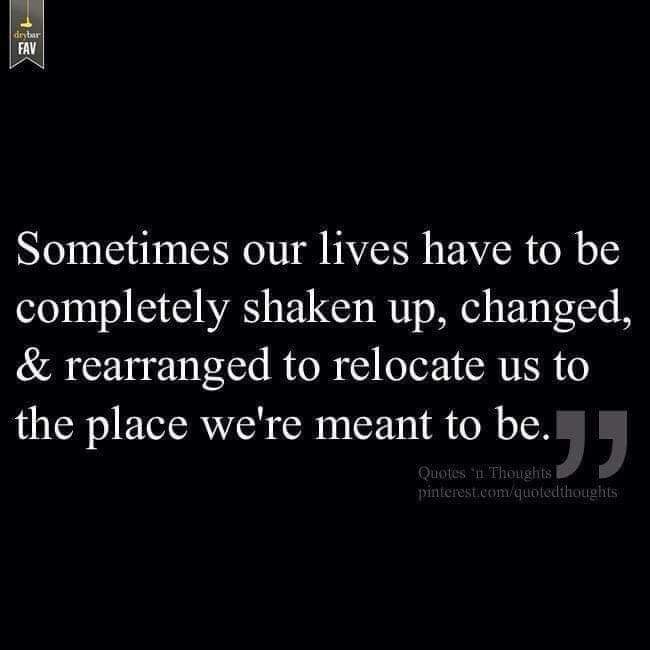 drybar
FAV
Sometimes our lives have to be
completely shaken up, changed,
& rearranged to relocate us to
the place we're meant to be.
Quotes 'n Thoughts
pinterest.com/quotedthoughts